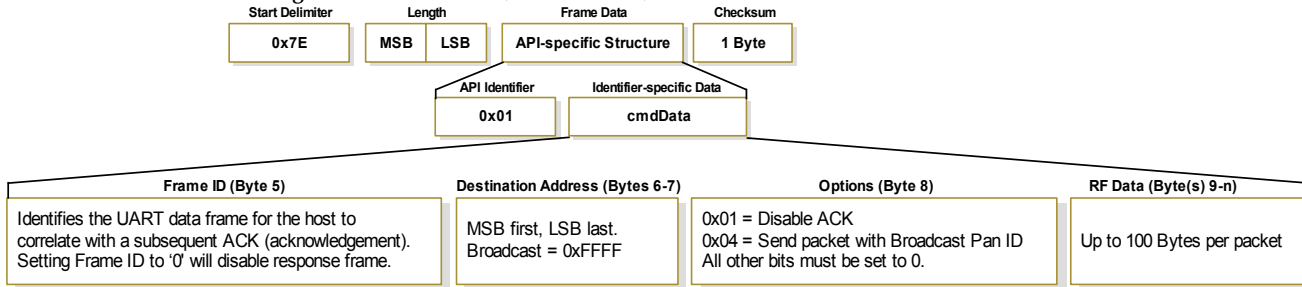 Start Delimiter Length Frame Data Checksum
0x7E MSB LSB API-specific Structure 1 Byte
API Identifier Identifier-specific Data
0x01 cmdData
Frame ID (Byte 5)
Identifies the UART data frame for the host to
correlate with a subsequent ACK (acknowledgement).
Setting Frame ID to ‘0' will disable response frame.
Destination Address (Bytes 6-7)
MSB first, LSB last.
Broadcast = 0xFFFF
Options (Byte 8)
0x01 = Disable ACK
0x04 = Send packet with Broadcast Pan ID
All other bits must be set to 0.
RF Data (Byte(s) 9-n)
Up to 100 Bytes per packet